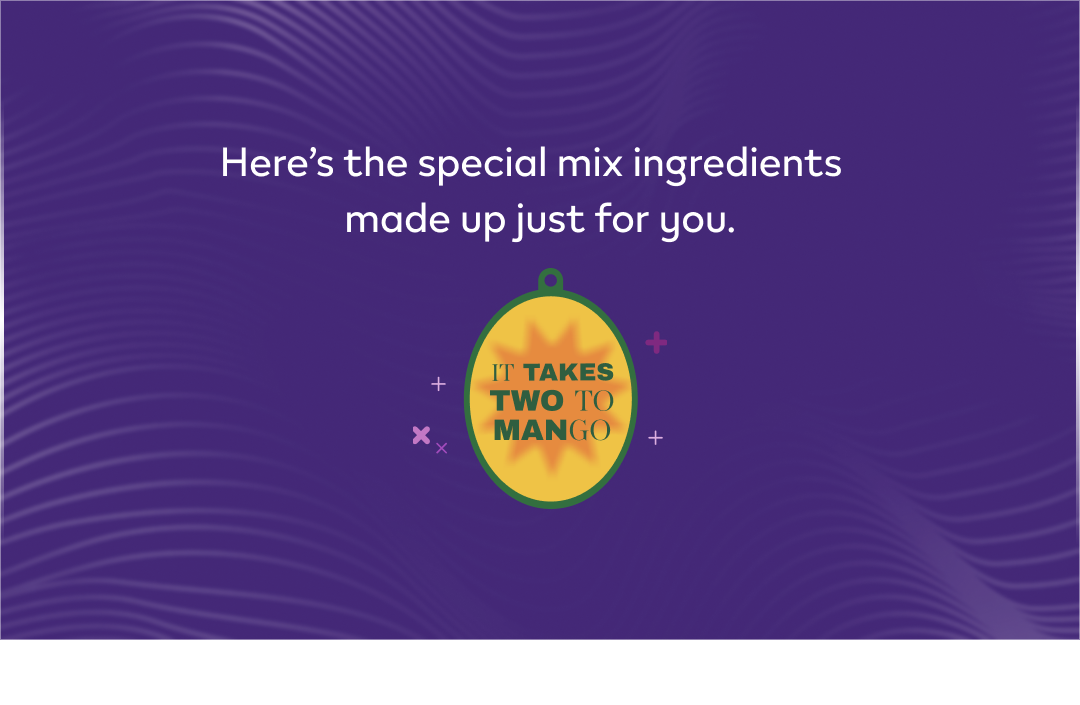 Here’s the special mix ingredients
made up just for you.
IT TAKES
TWO TO
MANGO